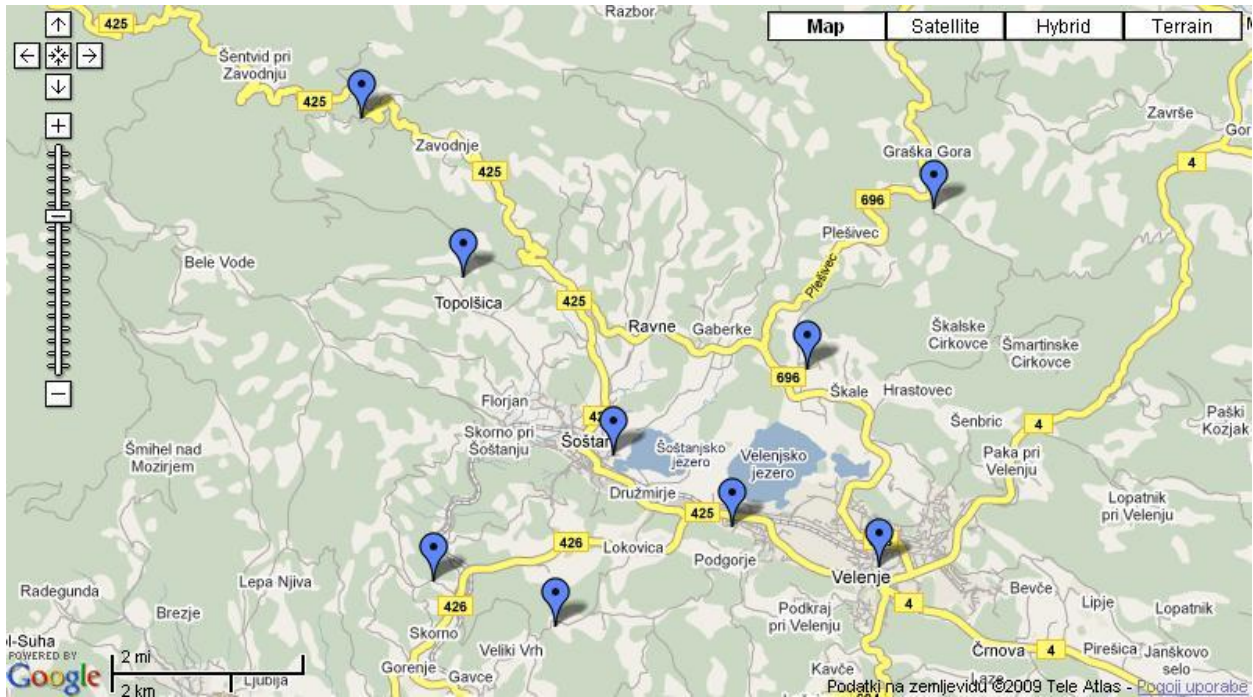 425
Razbor
Map
Satellite
Hybrid
Terrain
Šentvid pri
Zavodnju
425
Zavodnje
425
Završe
Graška Gora
4
696
Plešivec
Bele Vode
Plešivec
Topolšica
425
Ravne
Gaberke
Škalske
Cirkovce
Šmartinske
Cirkovce
696
Škale
Hrastovec
Florjan
Šenbric
4
Paški
Kozjak
Skorno pri
Šoštanju
Šoštan
Šmihel nad
Mozirjem
Šoštanjsko
jezero
Velenjsko
jezero
Paka pri
Velenju
Družmirje
425
Lopatnik
pri Velenju
426
Lokovica
Podgorje
Velenje
Radegunda
Lepa Njiva
Bevče
Brezje
426
4
Lipje
Lopatnik
Podkraj
pri Velenju
Skorno
Veliki Vrh
ol-Suha
Črnova
4
Pirešica
Janškovo
selo
POWERED BY
Google
2 mi
2 km
Ljubija
Gorenje
Gavce
Kavče
Laze
Podatki na zemljevidu ©2009 Tele Atlas - Pogoji uporabe